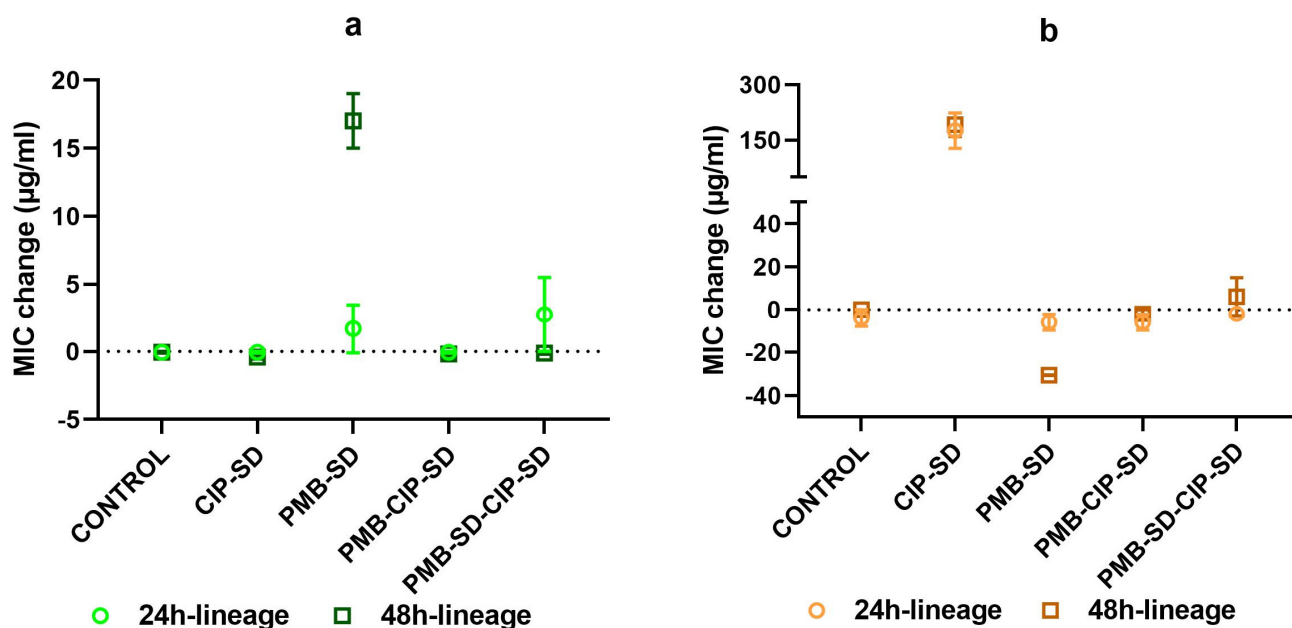 a
MIC change (µg/ml)
20
15
10
5
0
-5
CONTROL
CIP-SD
PMB-SD
PMB-CIP-SD
PMB-SD-CIP-SD
24h-lineage
48h-lineage
b
MIC change (µg/ml)
300
150
40
20
0
-20
-40
CONTROL
CIP-SD
PMB-SD
PMB-CIP-SD
PMB-SD-CIP-SD
24h-lineage
48h-lineage